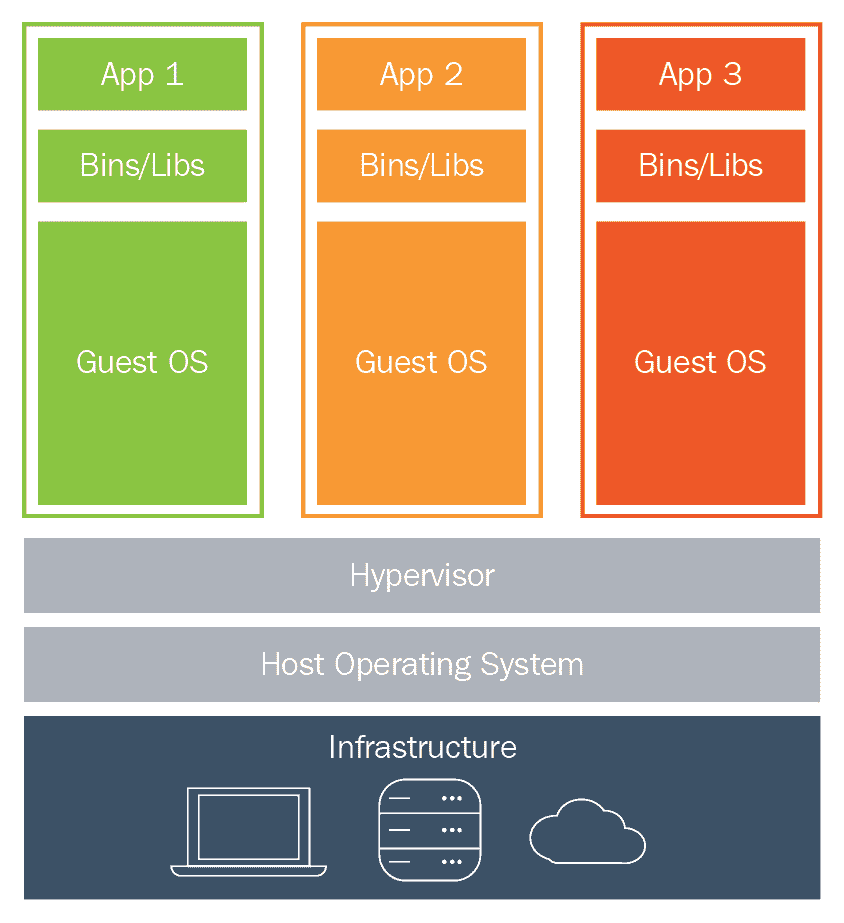 App 1
App 2
App 3
Bins/Libs
Bins/Libs
Bins/Libs
Guest OS
Guest OS
Guest OS
Hypervisor
Host Operating System
Infrastructure